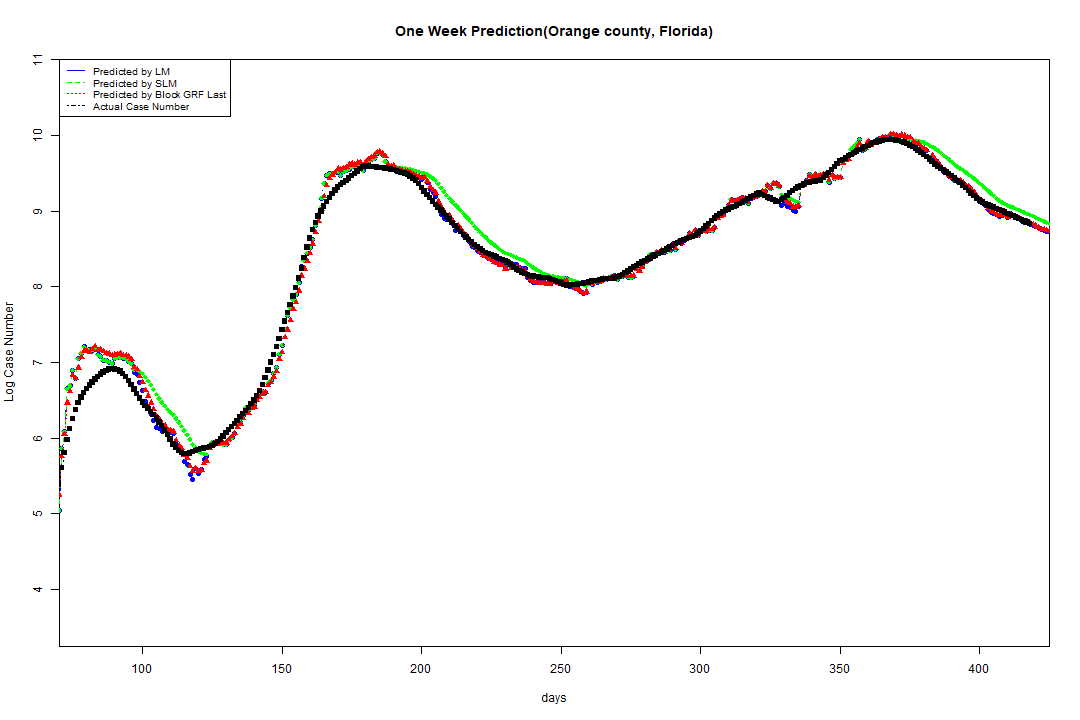 One Week Prediction(Orange county, Florida)
Predicted by LM
Predicted by SLM
Predicted by Block GRF Last
Actual Case Number
11
10
9
8
7
6
5
4
Log Case Number
100 150 200 250 300 350 400
days